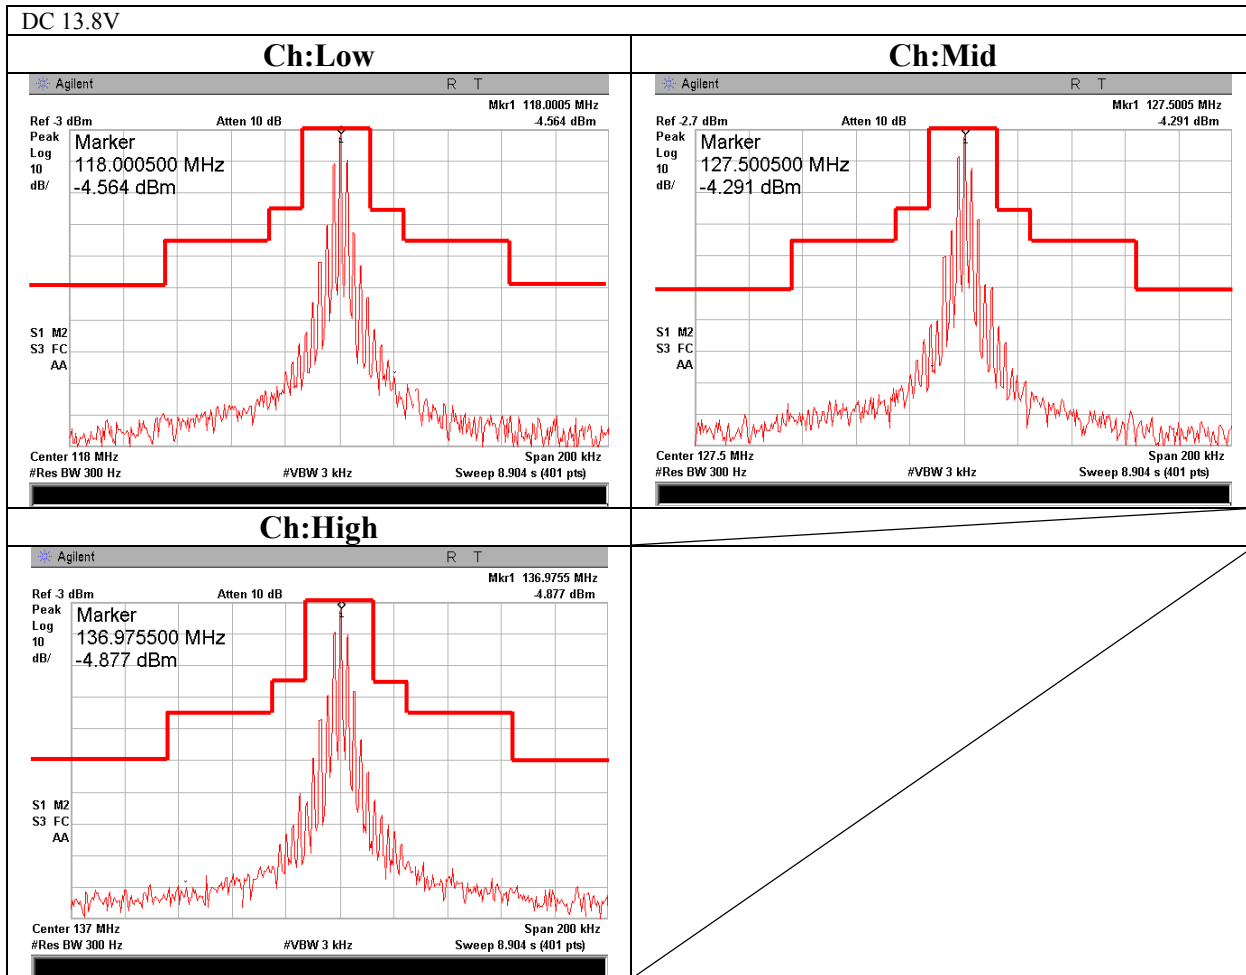 DC 13.8V
Ch:Low
Agilent R T
Mkr1 118.0005 MHz
Ref -3 dBm Atten 10 dB -4.564 dBm
Peak
Log
10
dB/
Marker
118.000500 MHz
-4.564 dBm
1
S1 M2
S3 FC
AA
Center 118 MHz Span 200 kHz
#Res BW 300 Hz #VBW 3 kHz Sweep 8.904 s (401 pts)
Ch:Mid
Agilent R T
Mkr1 127.5005 MHz
Ref -2.7 dBm Atten 10 dB -4.291 dBm
Peak
Log
10
dB/
Marker
127.500500 MHz
-4.291 dBm
1
S1 M2
S3 FC
AA
Center 127.5 MHz Span 200 kHz
#Res BW 300 Hz #VBW 3 kHz Sweep 8.904 s (401 pts)
Ch:High
Agilent R T
Mkr1 136.9755 MHz
Ref -3 dBm Atten 10 dB -4.877 dBm
Peak
Log
10
dB/
Marker
136.975500 MHz
-4.877 dBm
1
S1 M2
S3 FC
AA
Center 137 MHz Span 200 kHz
#Res BW 300 Hz #VBW 3 kHz Sweep 8.904 s (401 pts)